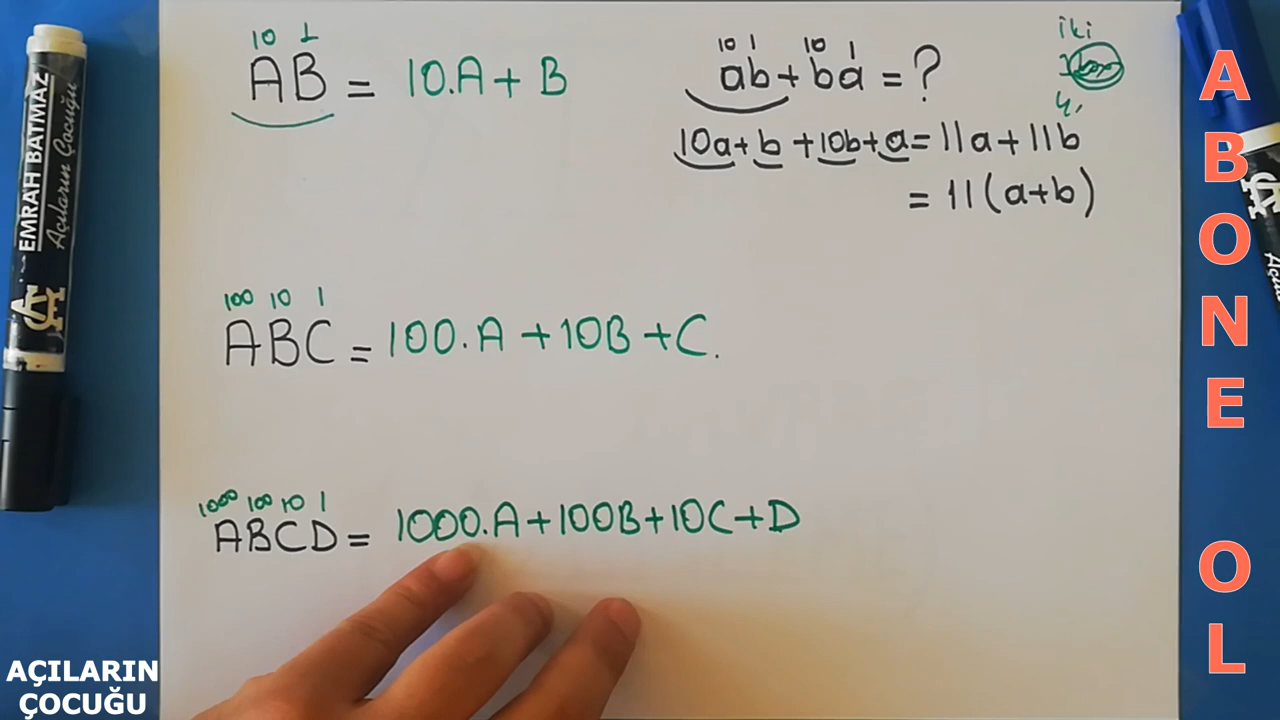 10 1
AB = 10.A + B
10 1 10 1
ab + ba = ?
10a + b + 10b + a = 11a + 11b
= 11(a+b)
iki
100 10 1
ABC = 100.A + 10B + C.
1000 100 10 1
ABCD = 1000.A + 100B + 10C + D
EMRAH BATMAZ
Açıların Çocuğu
ABONE OL
AÇILARIN
ÇOCUĞU